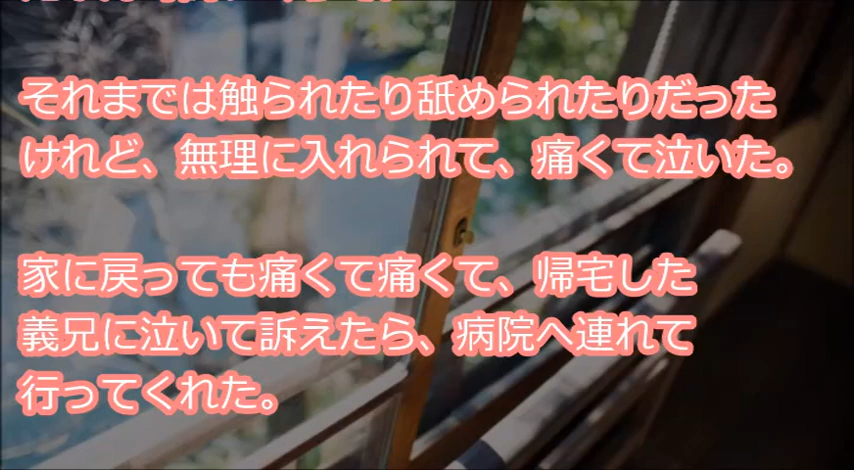 それまでは触られたり舐められたりだった
けれど、無理に入れられて、痛くて泣いた。
家に戻っても痛くて痛くて、帰宅した
義兄に泣いて訴えたら、病院へ連れて
行ってくれた。